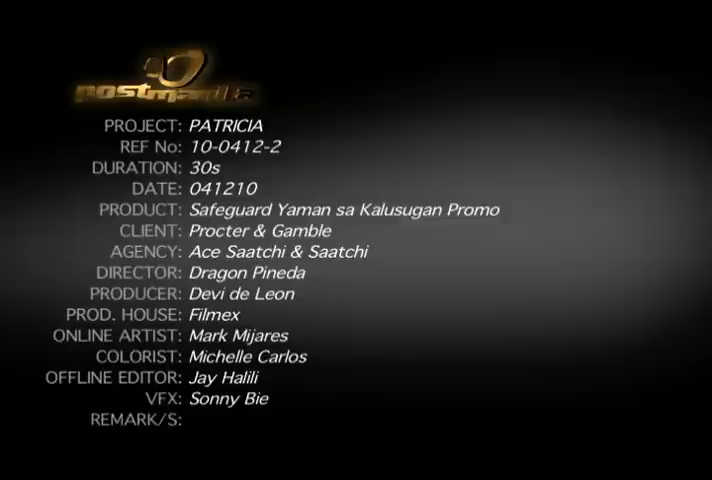 postmanila
PROJECT: PATRICIA
REF No: 10-0412-2
DURATION: 30s
DATE: 041210
PRODUCT: Safeguard Yaman sa Kalusugan Promo
CLIENT: Procter & Gamble
AGENCY: Ace Saatchi & Saatchi
DIRECTOR: Dragon Pineda
PRODUCER: Devi de Leon
PROD. HOUSE: Filmex
ONLINE ARTIST: Mark Mijares
COLORIST: Michelle Carlos
OFFLINE EDITOR: Jay Halili
VFX: Sonny Bie
REMARK/S: